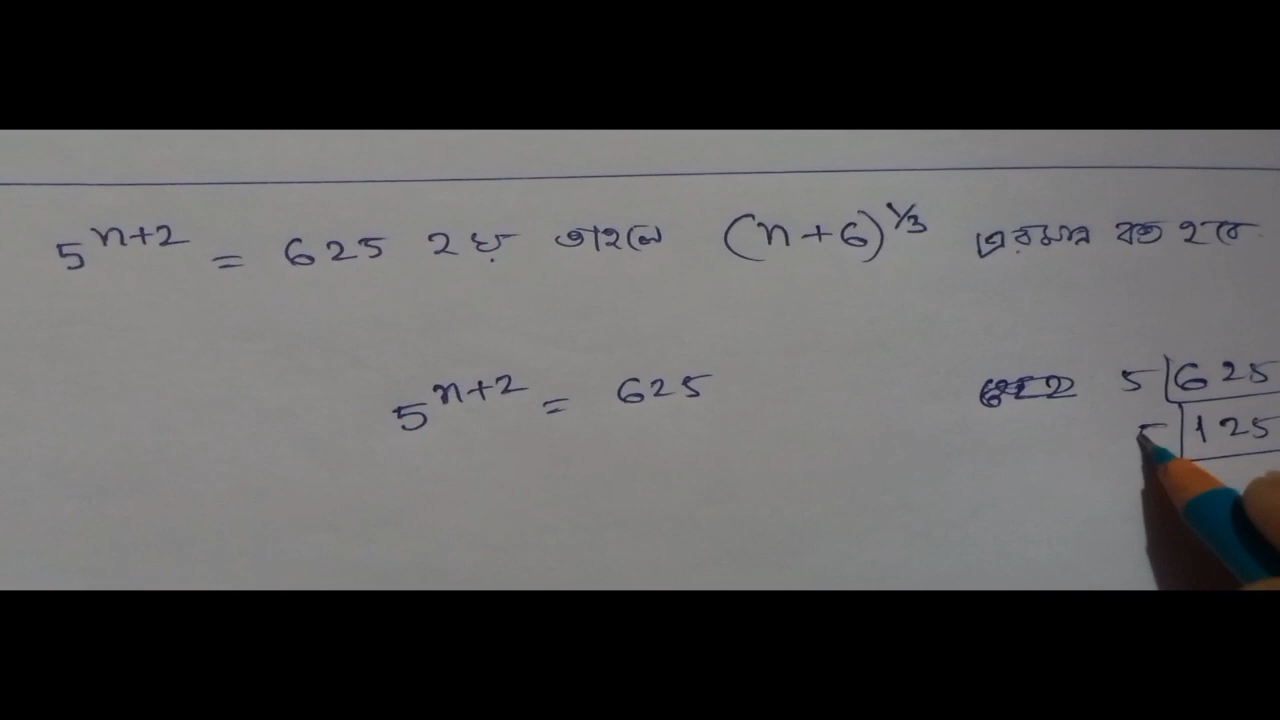 5^{n+2} = 625 হয় তাহলে (n+6)^{1/3} এর মান কত হবে
5^{n+2} = 625
5 625
5 125